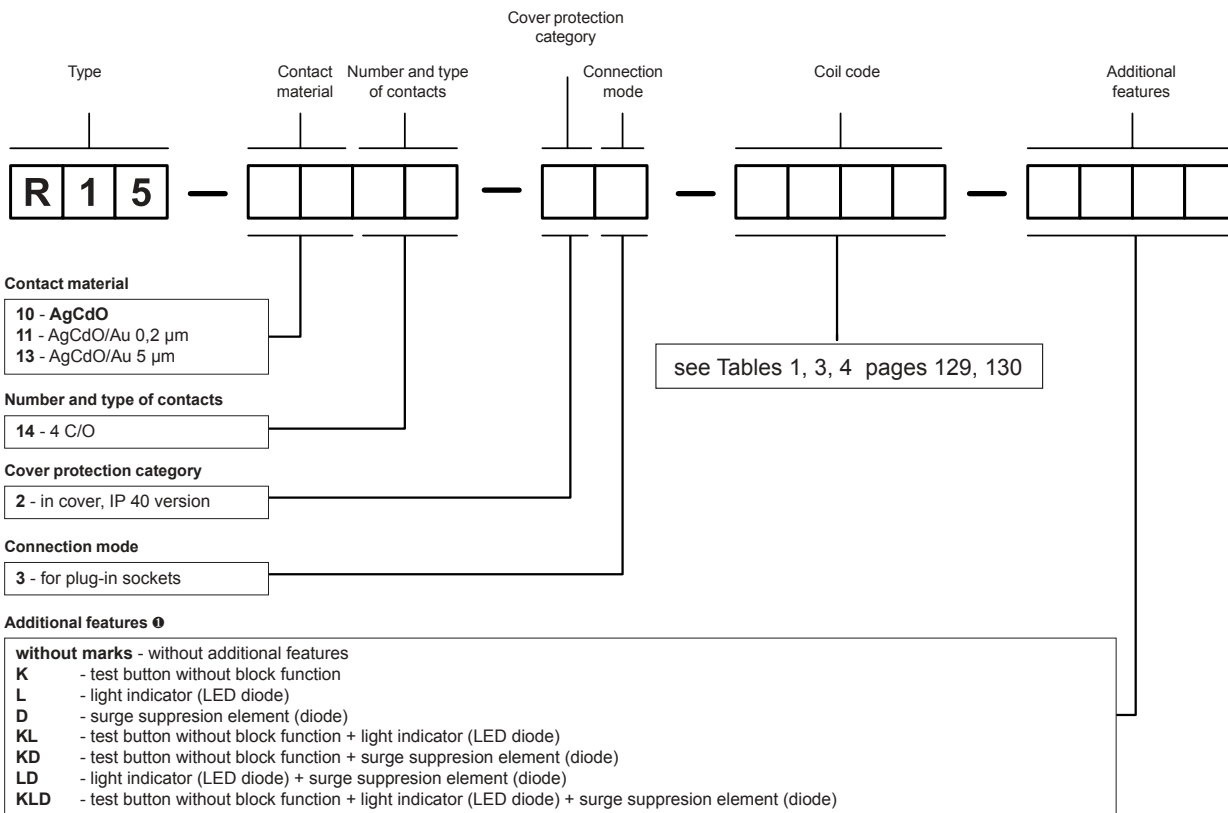 Cover protection
category
Type
Contact
material
Number and type
of contacts
Connection
mode
Coil code
Additional
features
R 1 5 — — — —
Contact material
10 - AgCdO
11 - AgCdO/Au 0,2 µm
13 - AgCdO/Au 5 µm
see Tables 1, 3, 4 pages 129, 130
Number and type of contacts
14 - 4 C/O
Cover protection category
2 - in cover, IP 40 version
Connection mode
3 - for plug-in sockets
Additional features ❶
without marks - without additional features
K - test button without block function
L - light indicator (LED diode)
D - surge suppresion element (diode)
KL - test button without block function + light indicator (LED diode)
KD - test button without block function + surge suppresion element (diode)
LD - light indicator (LED diode) + surge suppresion element (diode)
KLD - test button without block function + light indicator (LED diode) + surge suppresion element (diode)